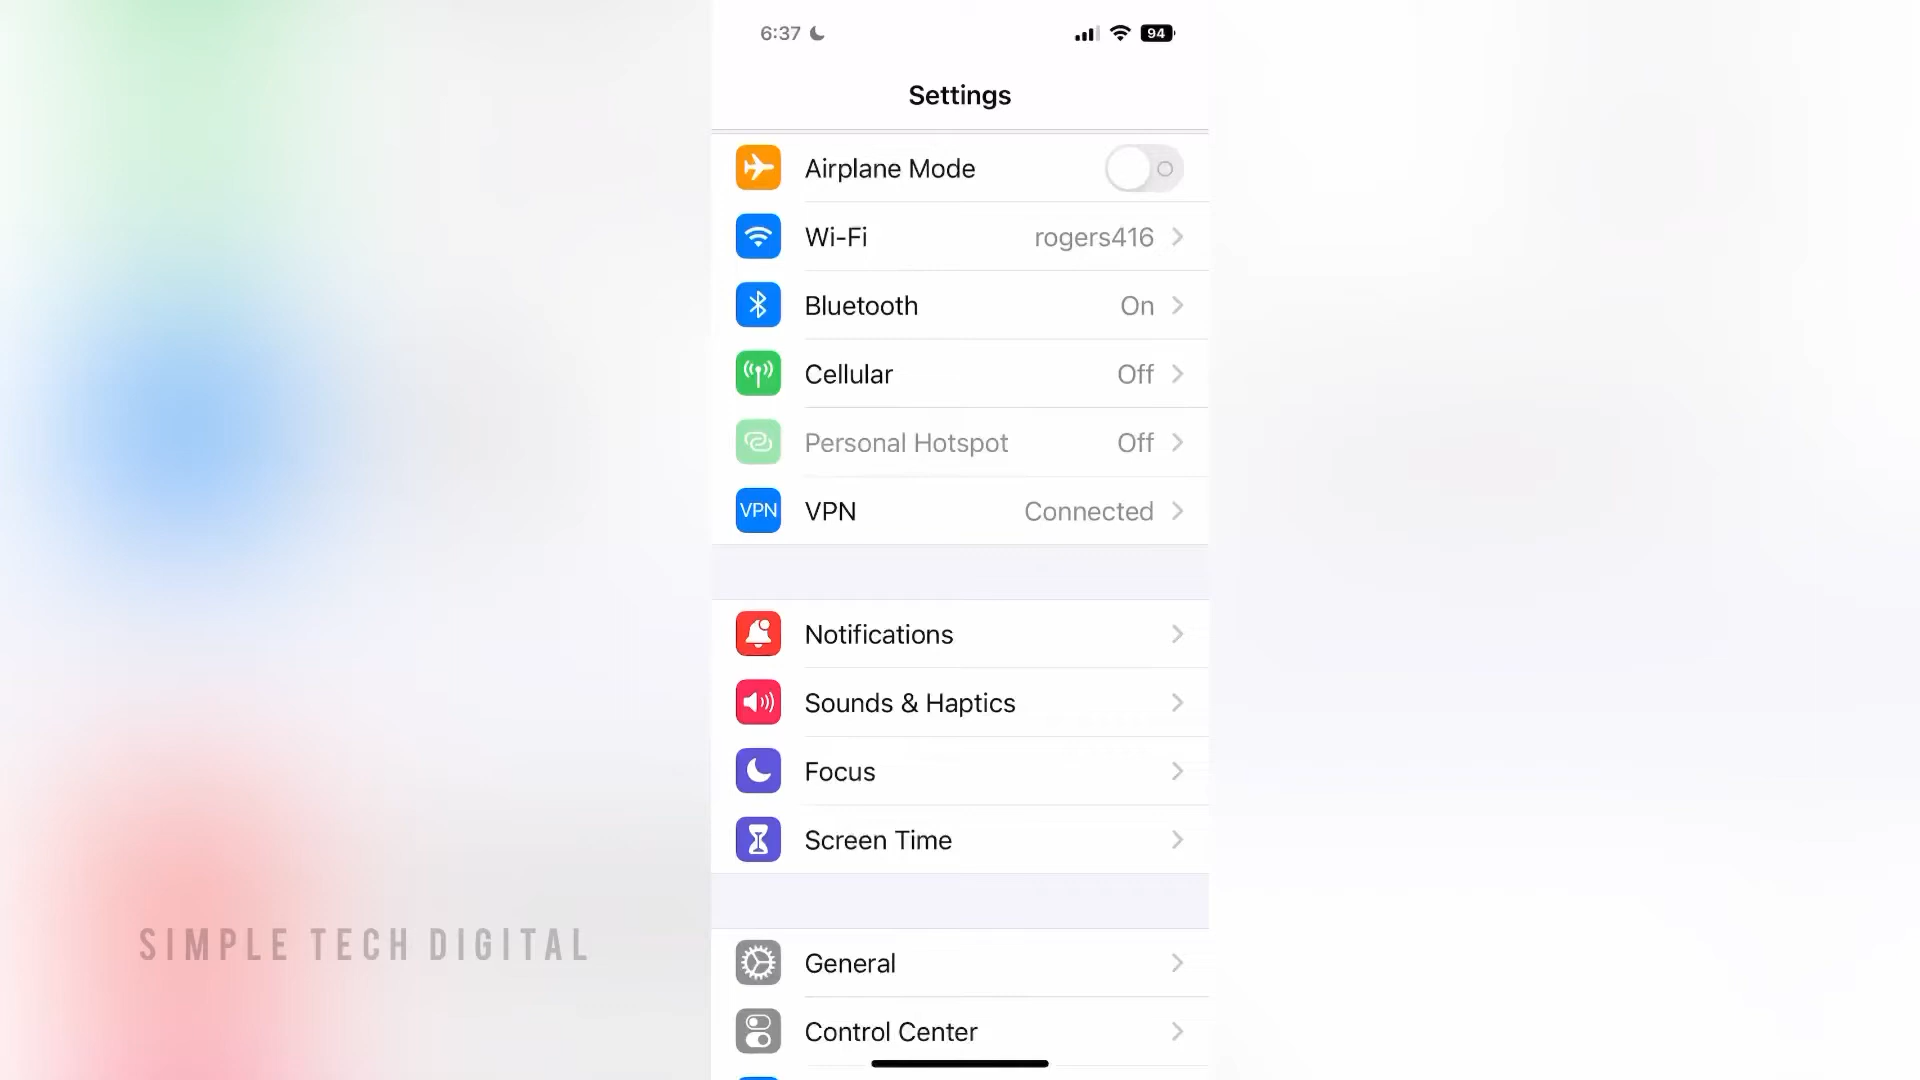 6:37
94
Settings
Airplane Mode
Wi-Fi rogers416
Bluetooth On
Cellular Off
Personal Hotspot Off
VPN VPN Connected
Notifications
Sounds & Haptics
Focus
Screen Time
SIMPLE TECH DIGITAL
General
Control Center